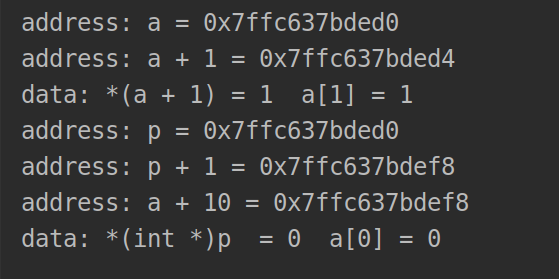 address: a = 0x7ffc637bded0
address: a + 1 = 0x7ffc637bded4
data: *(a + 1) = 1  a[1] = 1
address: p = 0x7ffc637bded0
address: p + 1 = 0x7ffc637bdef8
address: a + 10 = 0x7ffc637bdef8
data: *(int *)p  = 0  a[0] = 0